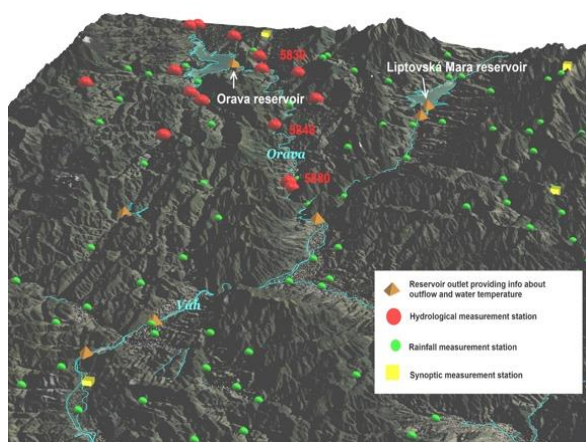 5830
Liptovská Mara reservoir
Orava reservoir
5848
Orava
5880
Váh
Reservoir outlet providing info about
outflow and water temperature
Hydrological measurement station
Rainfall measurement station
Synoptic measurement station